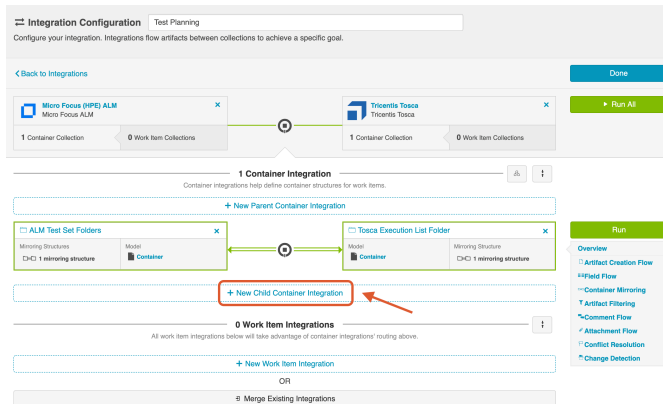 Integration Configuration Test Planning
Configure your integration. Integrations flow artifacts between collections to achieve a specific goal.
Back to Integrations
Done
Micro Focus (HPE) ALM
Micro Focus ALM
1 Container Collection
0 Work Item Collections
Tricentis Tosca
Tricentis Tosca
1 Container Collection
0 Work Item Collections
Run All
1 Container Integration
Container integrations help define container structures for work items.
+ New Parent Container Integration
ALM Test Set Folders
Mirroring Structures
1 mirroring structure
Model
Container
Tosca Execution List Folder
Model
Container
Mirroring Structure
1 mirroring structure
Run
Overview
Artifact Creation Flow
Field Flow
Container Mirroring
Artifact Filtering
Comment Flow
Attachment Flow
Conflict Resolution
Change Detection
+ New Child Container Integration
0 Work Item Integrations
All work item integrations below will take advantage of container integrations' routing above.
+ New Work Item Integration
OR
Merge Existing Integrations